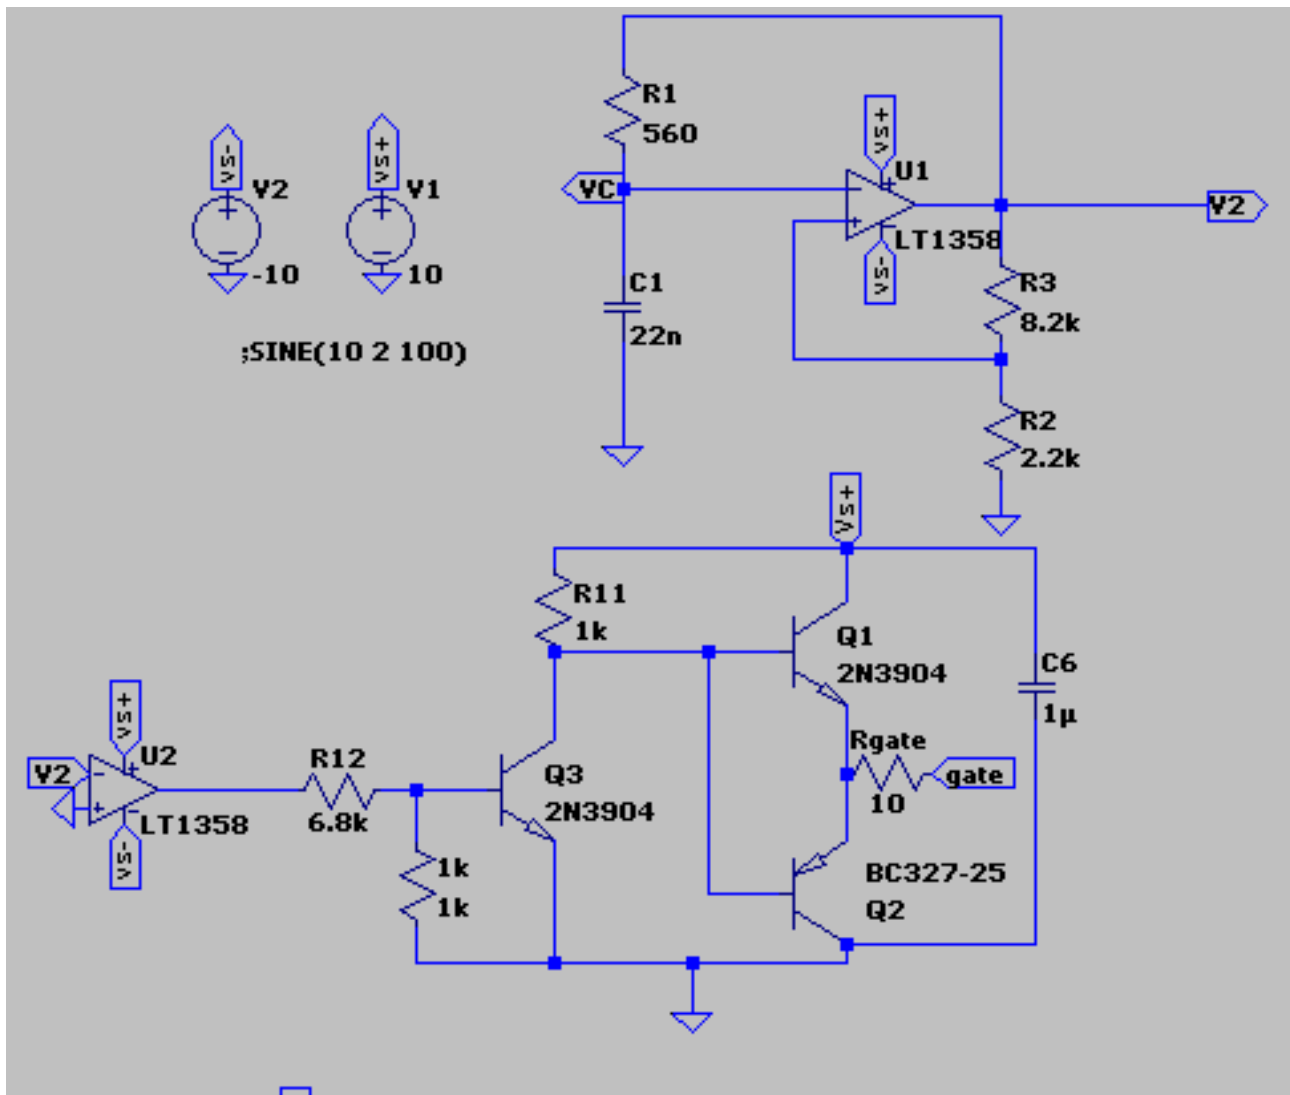 R1
560
vs+
U1
VC
V2
LT1358
vs-
vs-
V2
-10
vs+
V1
10
C1
22n
R3
8.2k
;SINE(10 2 100)
R2
2.2k
Vs+
R11
1k
Q1
2N3904
C6
1µ
vs+
V2
U2
LT1358
vs-
R12
6.8k
Q3
2N3904
Rgate
10
gate
1k
1k
BC327-25
Q2